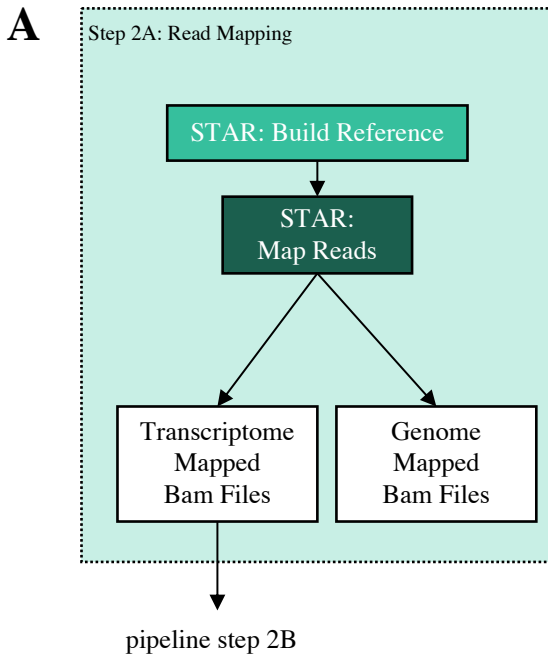 A
Step 2A: Read Mapping
STAR: Build Reference
STAR:
Map Reads
Transcriptome
Mapped
Bam Files
Genome
Mapped
Bam Files
pipeline step 2B